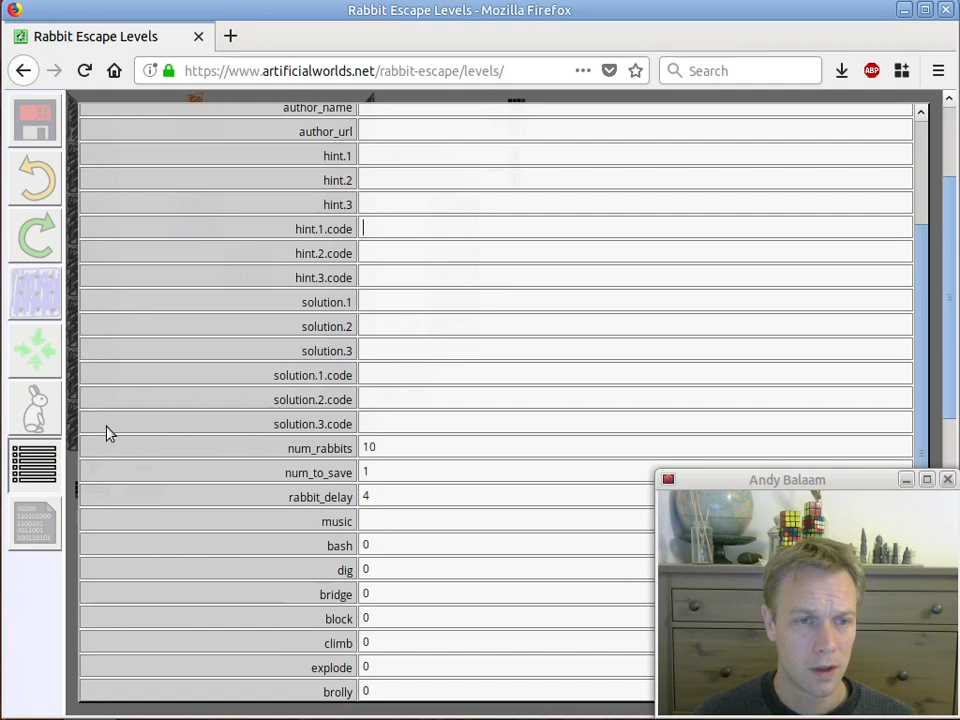 Rabbit Escape Levels - Mozilla Firefox
Rabbit Escape Levels
https://www.artificialworlds.net/rabbit-escape/levels/
Search
ABP
author_name
author_url
hint.1
hint.2
hint.3
hint.1.code
hint.2.code
hint.3.code
solution.1
solution.2
solution.3
solution.1.code
solution.2.code
solution.3.code
num_rabbits 10
num_to_save 1
rabbit_delay 4
music
bash 0
dig 0
bridge 0
block 0
climb 0
explode 0
brolly 0
Andy Balaam